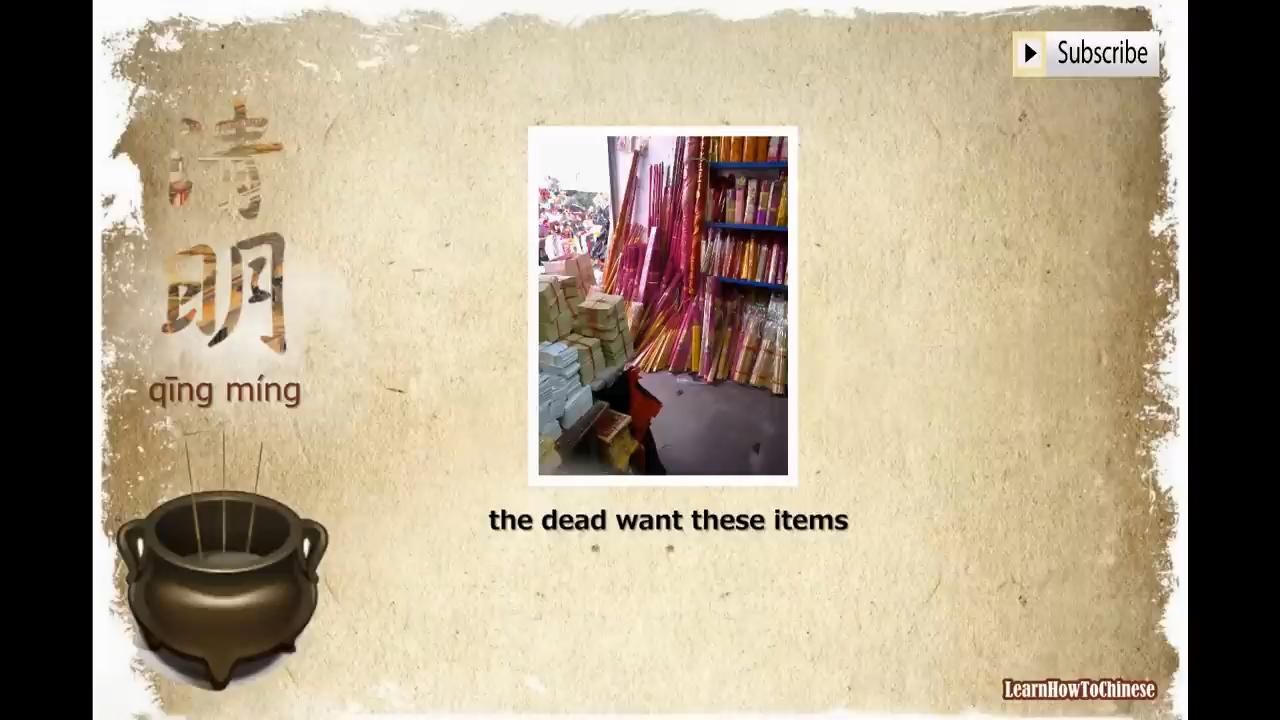 Subscribe
清
明
qīng míng
the dead want these items
LearnHowToChinese